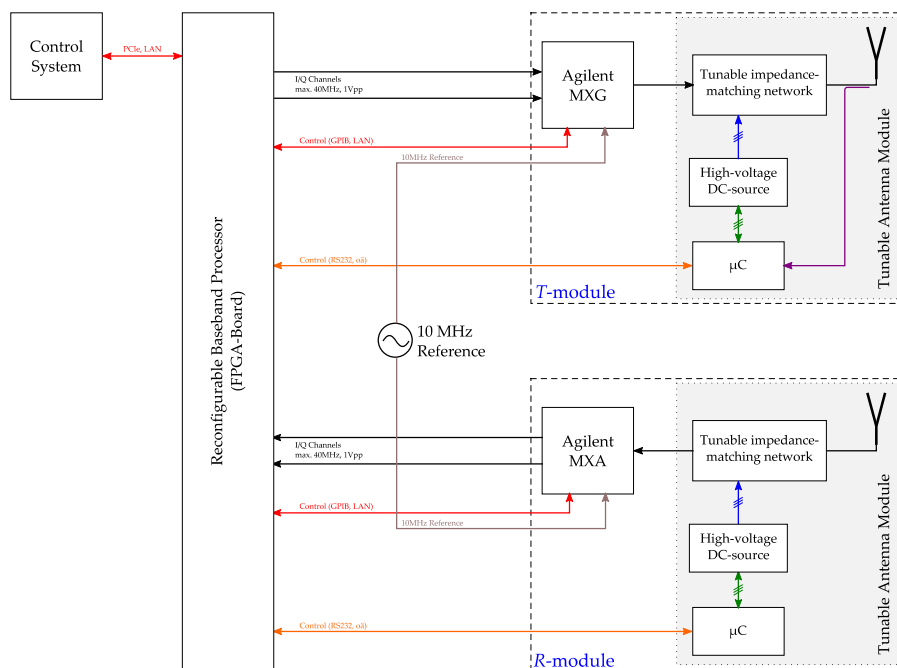 Control
System
PCIe, LAN
Reconfigurable Baseband Processor
(FPGA-Board)
I/Q Channels
max. 40MHz, 1Vpp
Control (GPIB, LAN)
10MHz Reference
Control (RS232, oä)
Agilent
MXG
Tunable impedance-
matching network
High-voltage
DC-source
µC
Tunable Antenna Module
T-module
10 MHz
Reference
I/Q Channels
max. 40MHz, 1Vpp
Control (GPIB, LAN)
10MHz Reference
Control (RS232, oä)
Agilent
MXA
Tunable impedance-
matching network
High-voltage
DC-source
µC
Tunable Antenna Module
R-module